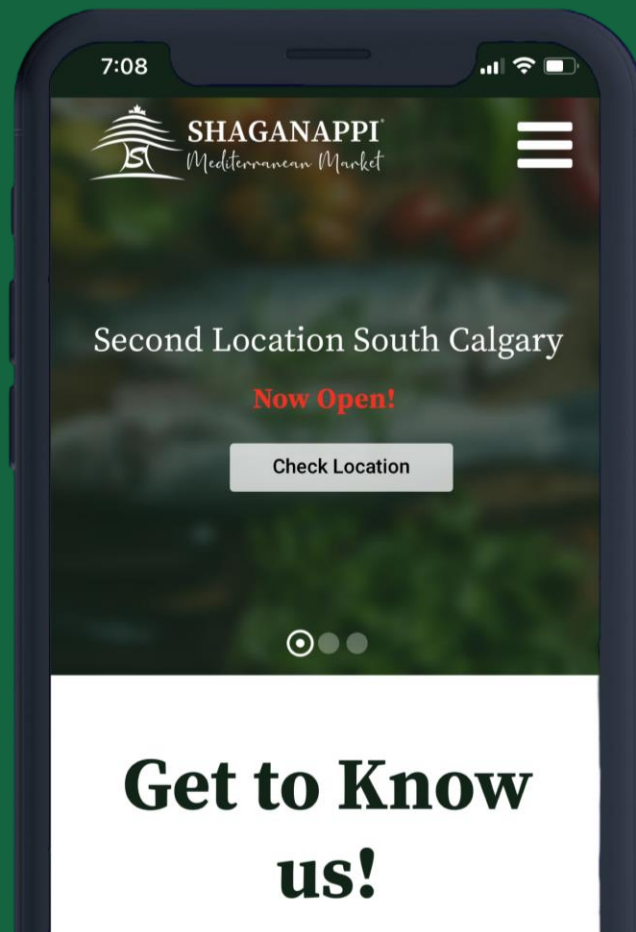 7:08
SHAGANAPPI
Mediterranean Market
Second Location South Calgary
Now Open!
Check Location
Get to Know
us!